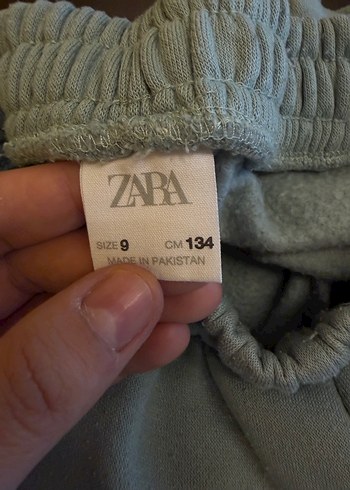 ZARA
SIZE 9 CM 134
MADE IN PAKISTAN